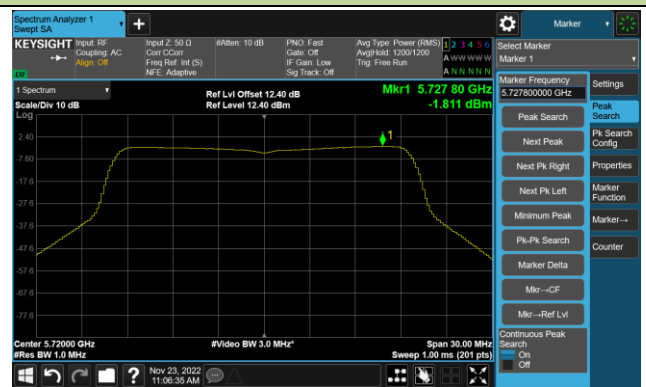 Spectrum Analyzer 1
Swept SA
+
Marker
KEYSIGHT
Input: RF
Coupling: AC
Align: Off
Input Z: 50 Ω
Corr CCorr
Freq Ref: Int (S)
NFE: Adaptive
#Atten: 10 dB
PNO: Fast
Gate: Off
IF Gain: Low
Sig Track: Off
Avg Type: Power (RMS)
Avg|Hold: 1200/1200
Trig: Free Run
1 2 3 4 5 6
A W W W W W
A N N N N N
LXI
Select Marker
Marker 1
1 Spectrum
Scale/Div 10 dB
Log
Ref Lvl Offset 12.40 dB
Ref Level 12.40 dBm
Mkr1 5.727 80 GHz
-1.811 dBm
1
2.40
-7.60
-17.6
-27.6
-37.6
-47.6
-57.6
-67.6
-77.6
Center 5.72000 GHz
#Res BW 1.0 MHz
#Video BW 3.0 MHz*
Span 30.00 MHz
Sweep 1.00 ms (201 pts)
Marker Frequency
5.727800000 GHz
Peak Search
Next Peak
Next Pk Right
Next Pk Left
Minimum Peak
Pk-Pk Search
Marker Delta
Mkr→CF
Mkr→Ref Lvl
Continuous Peak
Search
On
Off
Settings
Peak
Search
Pk Search
Config
Properties
Marker
Function
Marker→
Counter
?
Nov 23, 2022
11:06:35 AM